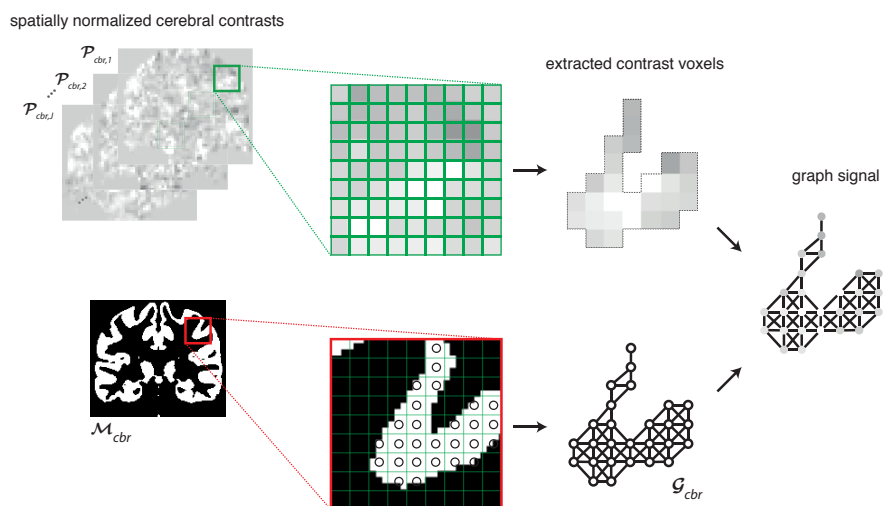 spatially normalized cerebral contrasts
𝒫cbr,1
𝒫cbr,2
𝒫cbr,J
extracted contrast voxels
graph signal
ℳcbr
𝒢cbr